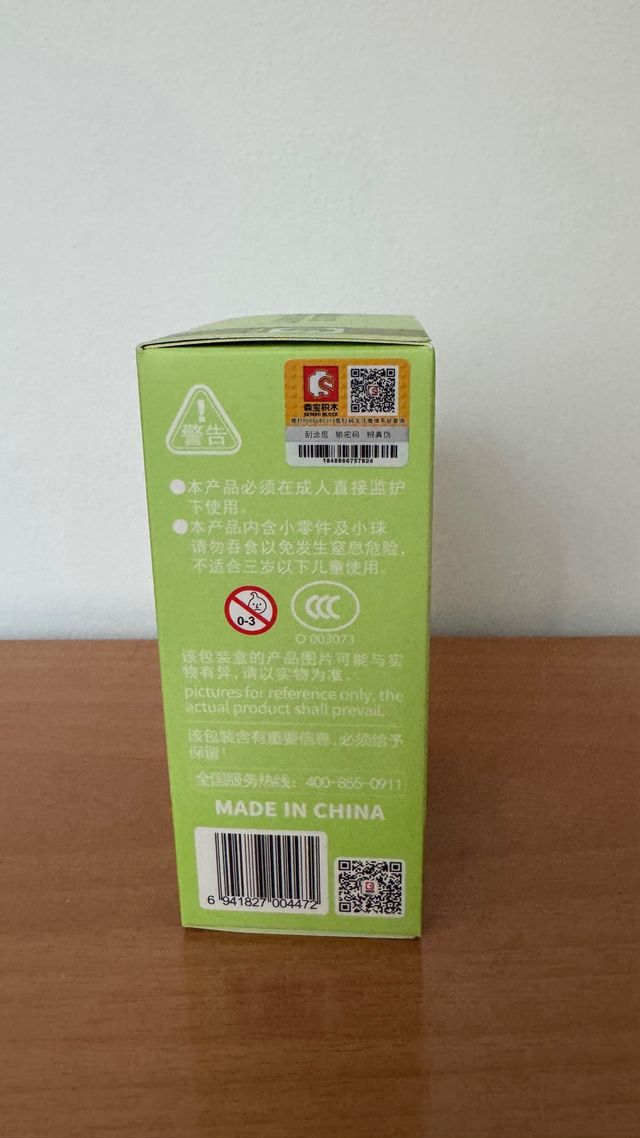 森宝积木
SEMBO BLOCK
刮涂层 输密码 辨真伪
警告
●本产品必须在成人直接监护
下使用。
●本产品内含小零件及小球
请勿吞食以免发生窒息危险，
不适合三岁以下儿童使用。
0-3
CCC
003073
该包装盒的产品图片可能与实
物有异，请以实物为准。
pictures for reference only, the
actual product shall prevail.
该包装含有重要信息，必须给予
保留！
全国服务热线：400-855-0911
MADE IN CHINA
6 941827 004472